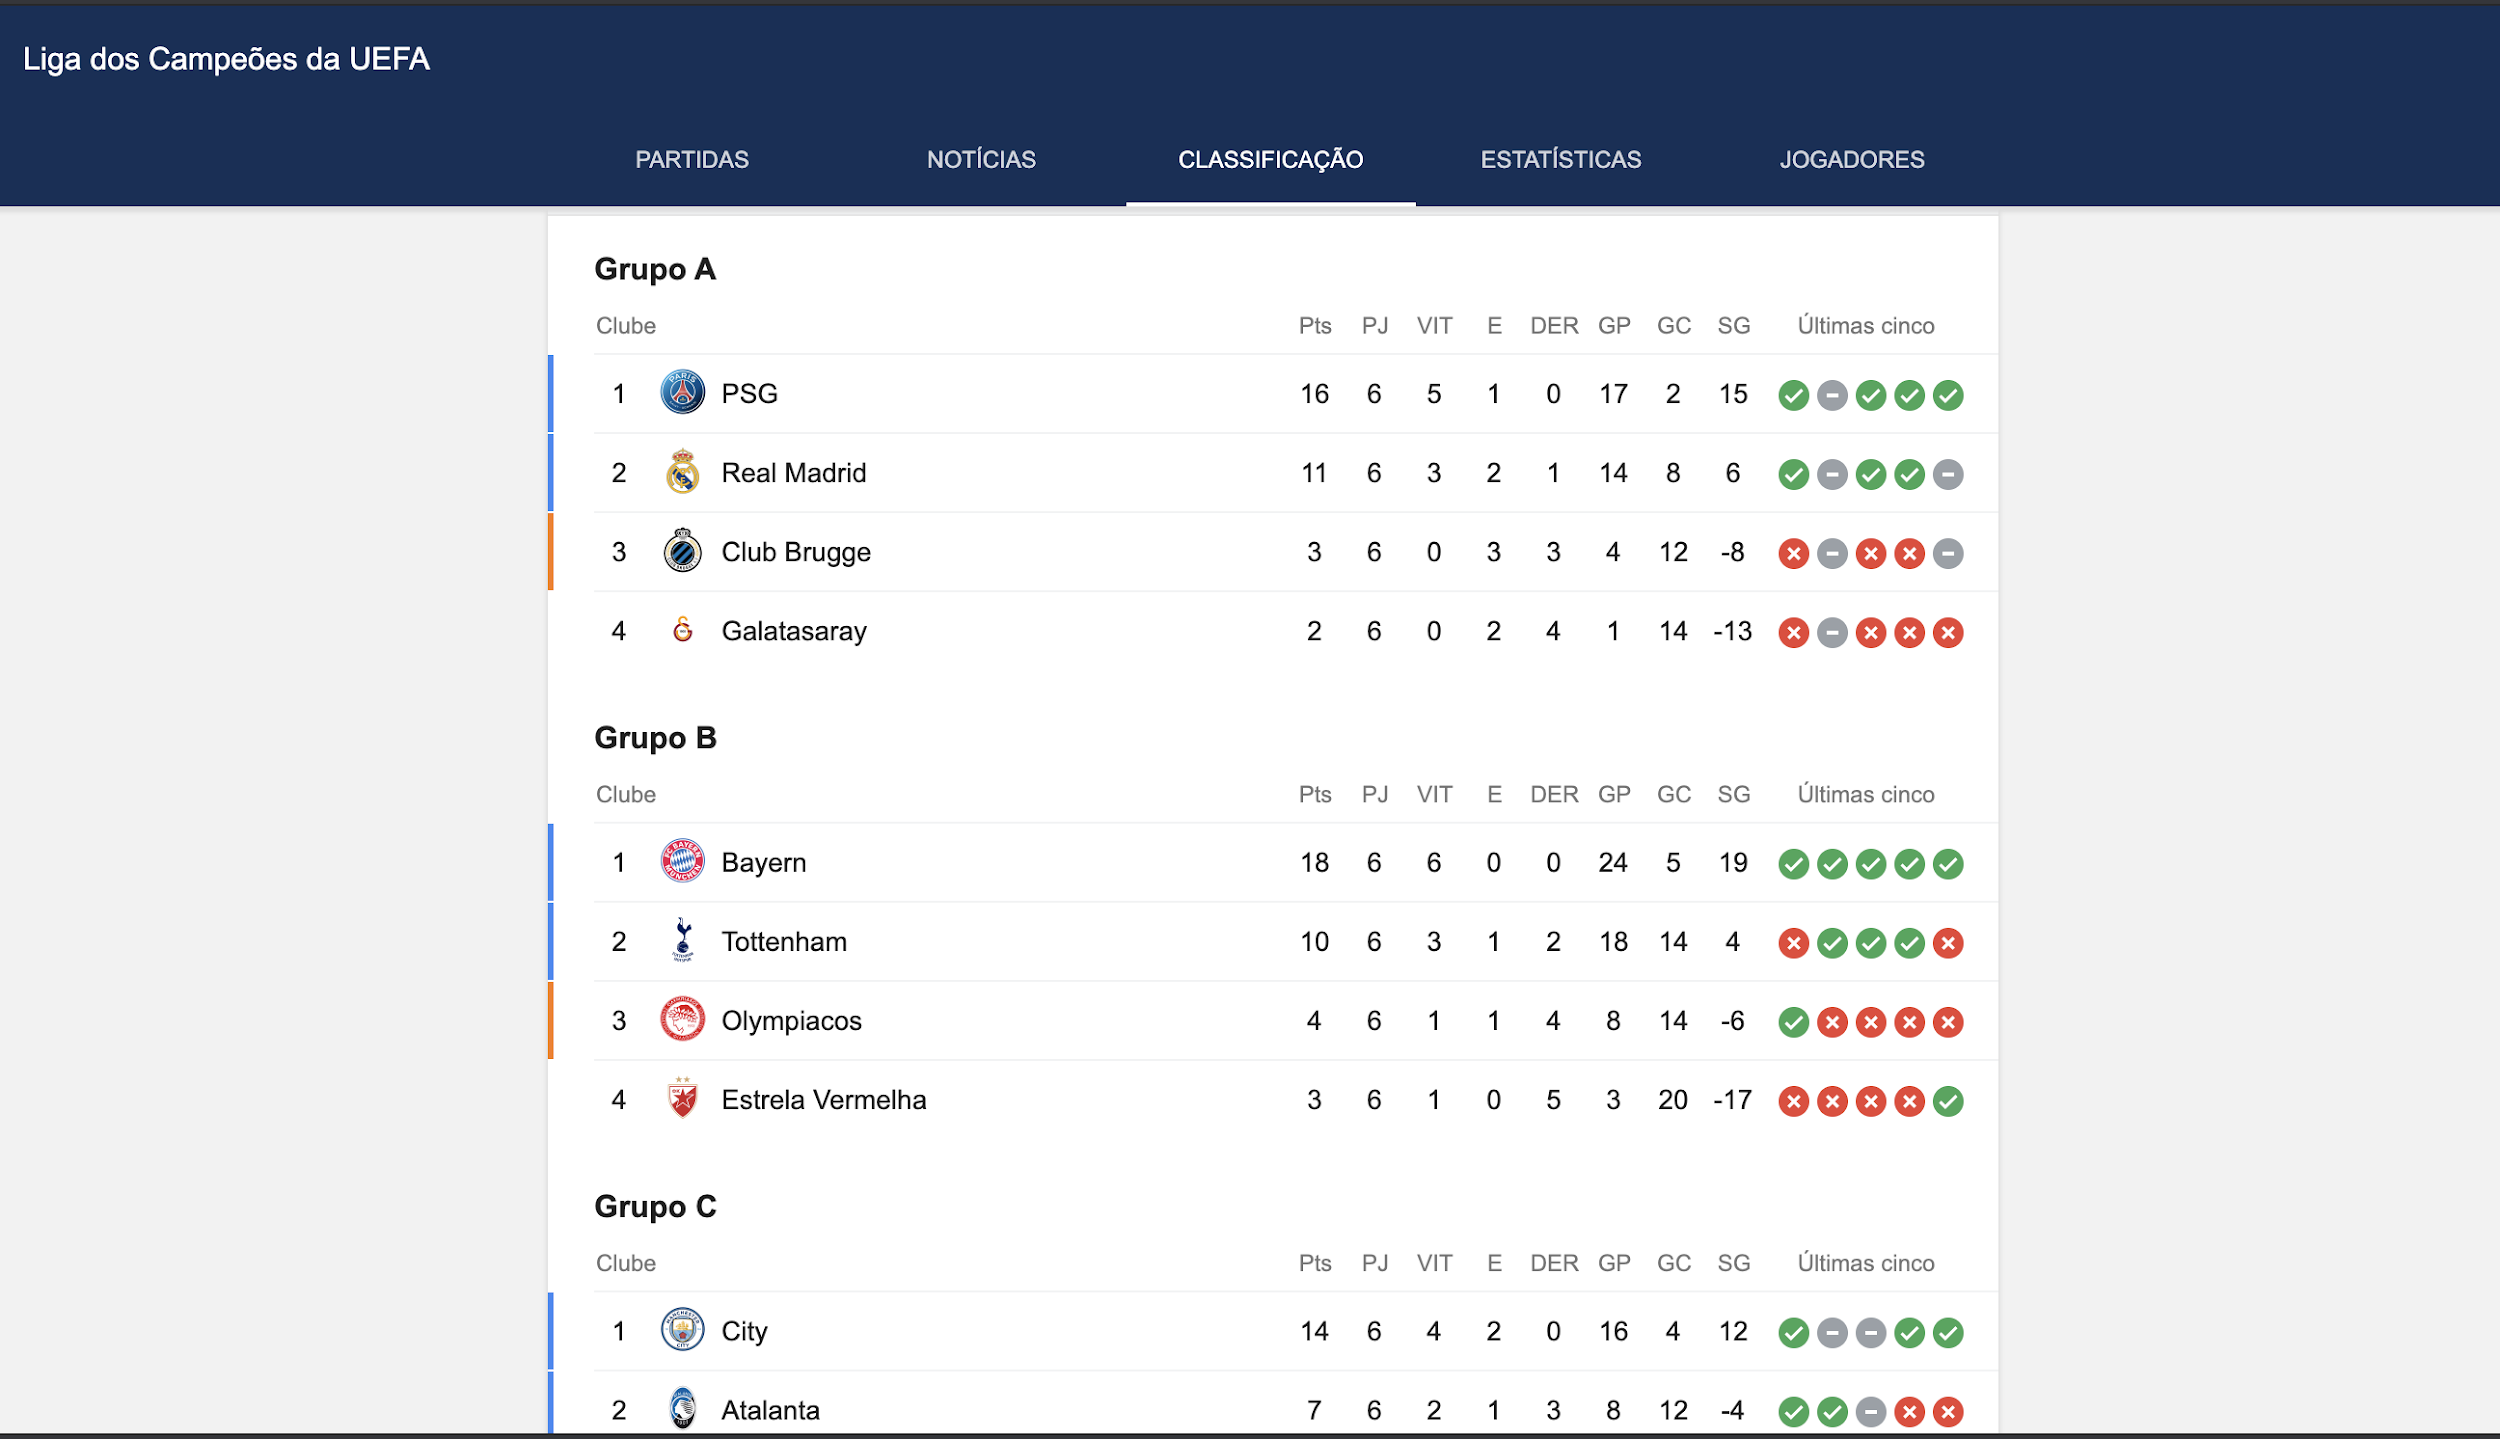 Liga dos Campeões da UEFA
PARTIDAS NOTÍCIAS CLASSIFICAÇÃO ESTATÍSTICAS JOGADORES
Grupo A
Clube Pts PJ VIT E DER GP GC SG Últimas cinco
1 PSG 16 6 5 1 0 17 2 15
2 Real Madrid 11 6 3 2 1 14 8 6
3 Club Brugge 3 6 0 3 3 4 12 -8
4 Galatasaray 2 6 0 2 4 1 14 -13
Grupo B
Clube Pts PJ VIT E DER GP GC SG Últimas cinco
1 Bayern 18 6 6 0 0 24 5 19
2 Tottenham 10 6 3 1 2 18 14 4
3 Olympiacos 4 6 1 1 4 8 14 -6
4 Estrela Vermelha 3 6 1 0 5 3 20 -17
Grupo C
Clube Pts PJ VIT E DER GP GC SG Últimas cinco
1 City 14 6 4 2 0 16 4 12
2 Atalanta 7 6 2 1 3 8 12 -4